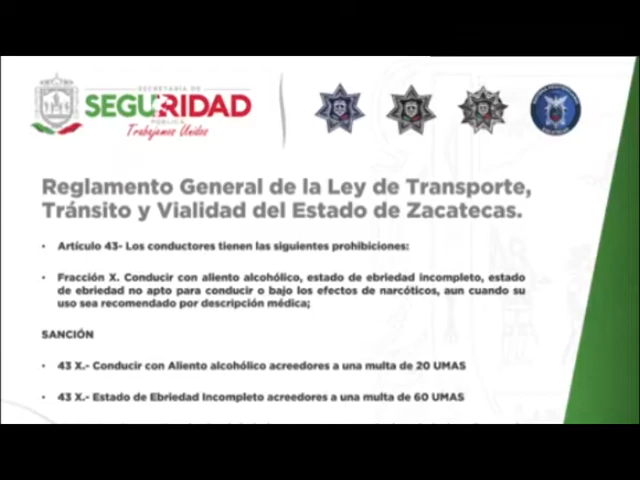 SECRETARÍA DE
SEGURIDAD
PÚBLICA
Trabajamos Unidos
Reglamento General de la Ley de Transporte,
Tránsito y Vialidad del Estado de Zacatecas.
• Artículo 43- Los conductores tienen las siguientes prohibiciones:
• Fracción X. Conducir con aliento alcohólico, estado de ebriedad incompleto, estado
de ebriedad no apto para conducir o bajo los efectos de narcóticos, aun cuando su
uso sea recomendado por descripción médica;
SANCIÓN
• 43 X.- Conducir con Aliento alcohólico acreedores a una multa de 20 UMAS
• 43 X.- Estado de Ebriedad Incompleto acreedores a una multa de 60 UMAS